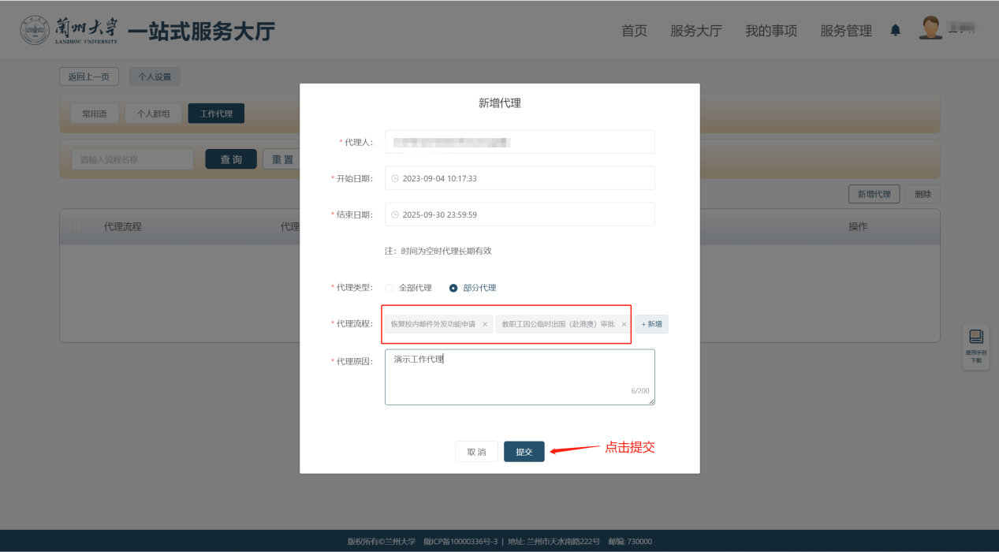 兰州大学
LANZHOU UNIVERSITY
一站式服务大厅
首页 服务大厅 我的事项 服务管理
返回上一页 个人设置
常用语 个人群组 工作代理
请输入流程名称 查询 重置
新增代理 删除
代理流程 代理 操作
新增代理
*代理人:
*开始日期: 2023-09-04 10:17:33
*结束日期: 2025-09-30 23:59:59
注：时间为空时代理长期有效
*代理类型: 全部代理 部分代理
*代理流程: 恢复校内邮件外发功能申请 × 教职工因公临时出国（赴港澳）审批 × + 新增
*代理原因: 演示工作代理
6/200
取消 提交 点击提交
使用手册
下载
版权所有©兰州大学 陇ICP备10000336号-3 | 地址: 兰州市天水南路222号 邮编: 730000